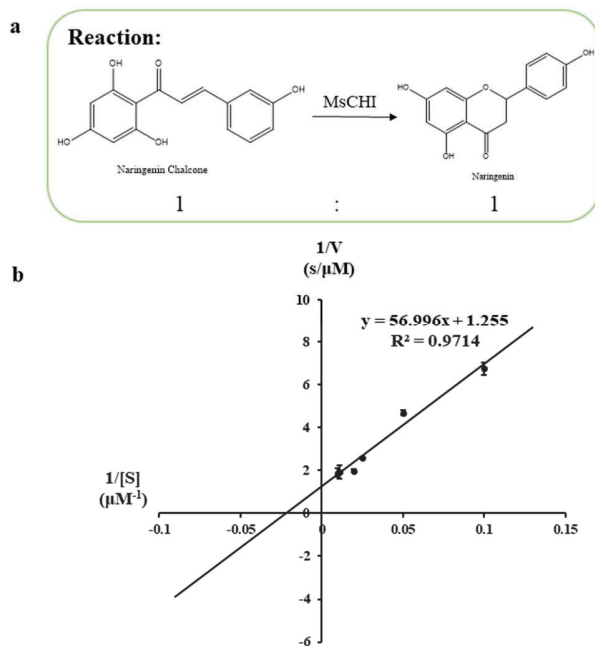 a
Reaction:
OH
O
OH
HO
OH
Naringenin Chalcone
MsCHI
OH
HO
O
OH
O
Naringenin
1 : 1
b
1/V
(s/μM)
y = 56.996x + 1.255
R² = 0.9714
1/[S]
(μM⁻¹)
10
8
6
4
2
0
-2
-4
-6
-0.1 -0.05 0 0.05 0.1 0.15